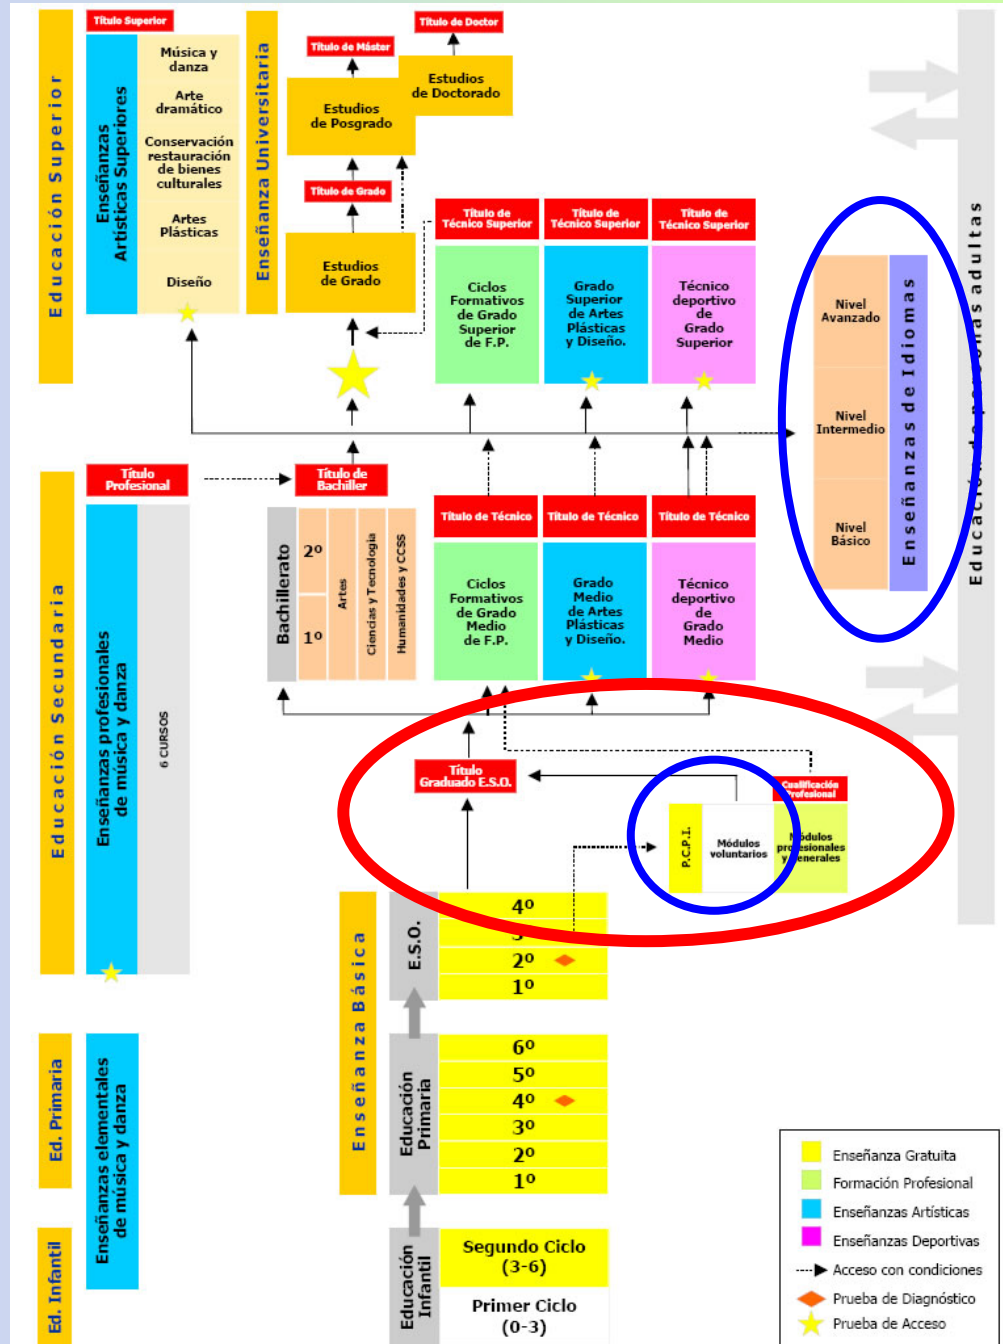 Título Superior
Educación Superior
Enseñanzas
Artísticas Superiores
Música y
danza
Arte
dramático
Conservación
restauración
de bienes
culturales
Artes
Plásticas
Diseño
Enseñanza Universitaria
Título de Máster
Título de Doctor
Estudios
de Posgrado
Estudios
de Doctorado
Título de Grado
Estudios
de Grado
Título de
Técnico Superior
Título de
Técnico Superior
Título de
Técnico Superior
Ciclos
Formativos
de Grado
Superior
de F.P.
Grado
Superior
de Artes
Plásticas
y Diseño.
Técnico
deportivo
de
Grado
Superior
Nivel
Avanzado
Nivel
Intermedio
Nivel
Básico
Enseñanzas de Idiomas
Educación de personas adultas
Educación Secundaria
Título
Profesional
Enseñanzas profesionales
de música y danza
6 CURSOS
Título de
Bachiller
Bachillerato
2º
1º
Artes
Ciencias y Tecnología
Humanidades y CCSS
Título de Técnico
Título de Técnico
Título de Técnico
Ciclos
Formativos
de Grado
Medio
de F.P.
Grado
Medio
de Artes
Plásticas
y Diseño.
Técnico
deportivo
de
Grado
Medio
Título
Graduado E.S.O.
P.C.P.I.
Módulos
voluntarios
Cualificación
Profesional
Módulos
profesionales
y generales
Enseñanza Básica
E.S.O.
4º
3º
2º
1º
Ed. Primaria
Enseñanzas elementales
de música y danza
Educación
Primaria
6º
5º
4º
3º
2º
1º
Ed. Infantil
Educación
Infantil
Segundo Ciclo
(3-6)
Primer Ciclo
(0-3)
Enseñanza Gratuita
Formación Profesional
Enseñanzas Artísticas
Enseñanzas Deportivas
Acceso con condiciones
Prueba de Diagnóstico
Prueba de Acceso